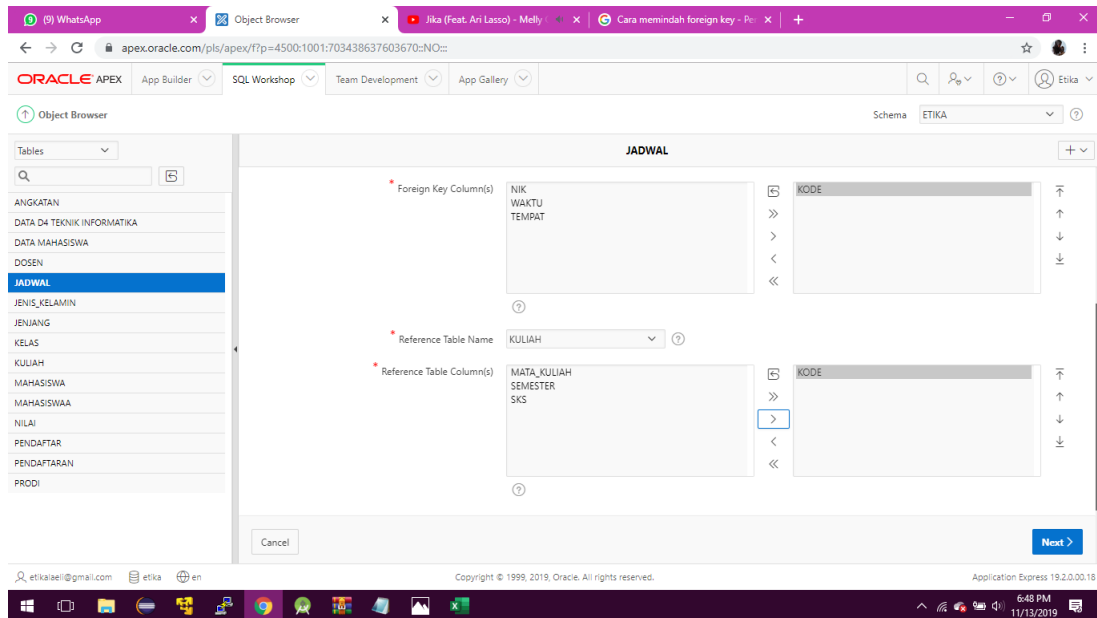 (9) WhatsApp
Object Browser
Jika (Feat. Ari Lasso) - Melly
Cara memindah foreign key - Pe
apex.oracle.com/pls/apex/f?p=4500:1001:703438637603670::NO:::
ORACLE APEX App Builder SQL Workshop Team Development App Gallery Etika
Object Browser Schema ETIKA
Tables
JADWAL
ANGKATAN
DATA D4 TEKNIK INFORMATIKA
DATA MAHASISWA
DOSEN
JADWAL
JENIS_KELAMIN
JENJANG
KELAS
KULIAH
MAHASISWA
MAHASISWAA
NILAI
PENDAFTAR
PENDAFTARAN
PRODI
* Foreign Key Column(s)
NIK
WAKTU
TEMPAT
KODE
* Reference Table Name KULIAH
* Reference Table Column(s)
MATA_KULIAH
SEMESTER
SKS
KODE
Cancel
Next >
etikalaeli@gmail.com etika en
Copyright © 1999, 2019, Oracle. All rights reserved.
Application Express 19.2.0.00.18
6:48 PM
11/13/2019